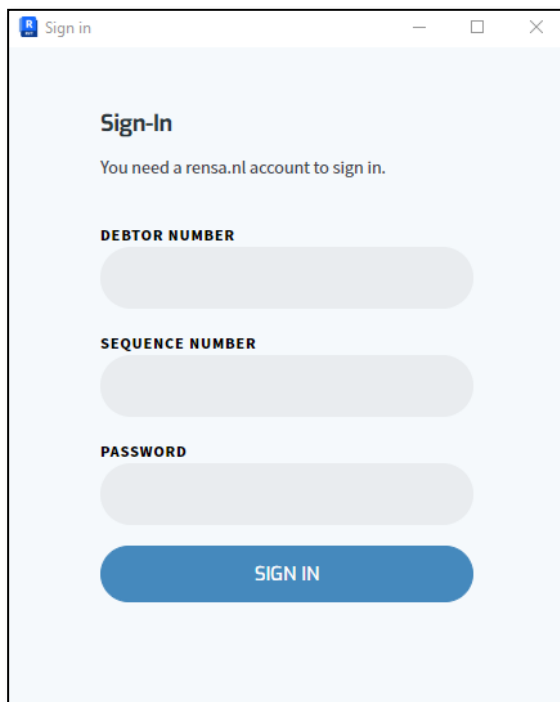 R
Sign in
Sign-In
You need a rensa.nl account to sign in.
DEBTOR NUMBER
SEQUENCE NUMBER
PASSWORD
SIGN IN